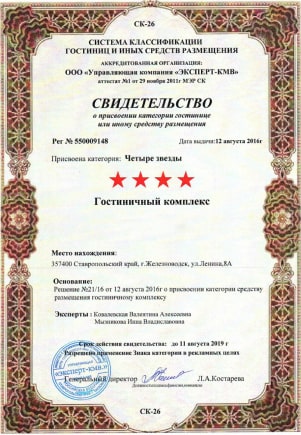 СК-26
СИСТЕМА КЛАССИФИКАЦИИ
ГОСТИНИЦ И ИНЫХ СРЕДСТВ РАЗМЕЩЕНИЯ
АККРЕДИТОВАННАЯ ОРГАНИЗАЦИЯ:
ООО «Управляющая компания «ЭКСПЕРТ-КМВ»
аттестат №1 от 29 ноября 2011г МЭР СК
СВИДЕТЕЛЬСТВО
о присвоении категории гостинице
или иному средству размещения
Рег № 550009148
Дата выдачи:12 августа 2016г
Присвоена категория: Четыре звезды
Гостиничный комплекс
Место нахождения:
357400 Ставропольский край, г.Железноводск, ул.Ленина,8А
Основание:
Решение №21/16 от 12 августа 2016г о присвоении категории средству
размещения гостиничному комплексу
Эксперты : Ковалевская Валентина Алексеевна
Мызникова Инна Владиславовна
Срок действия свидетельства: до 11 августа 2019 г
Разрешено применение Знака категории в рекламных целях
«ЭКСПЕРТ-КМВ»
Генеральный директор
Л.А.Костарева
СК-26